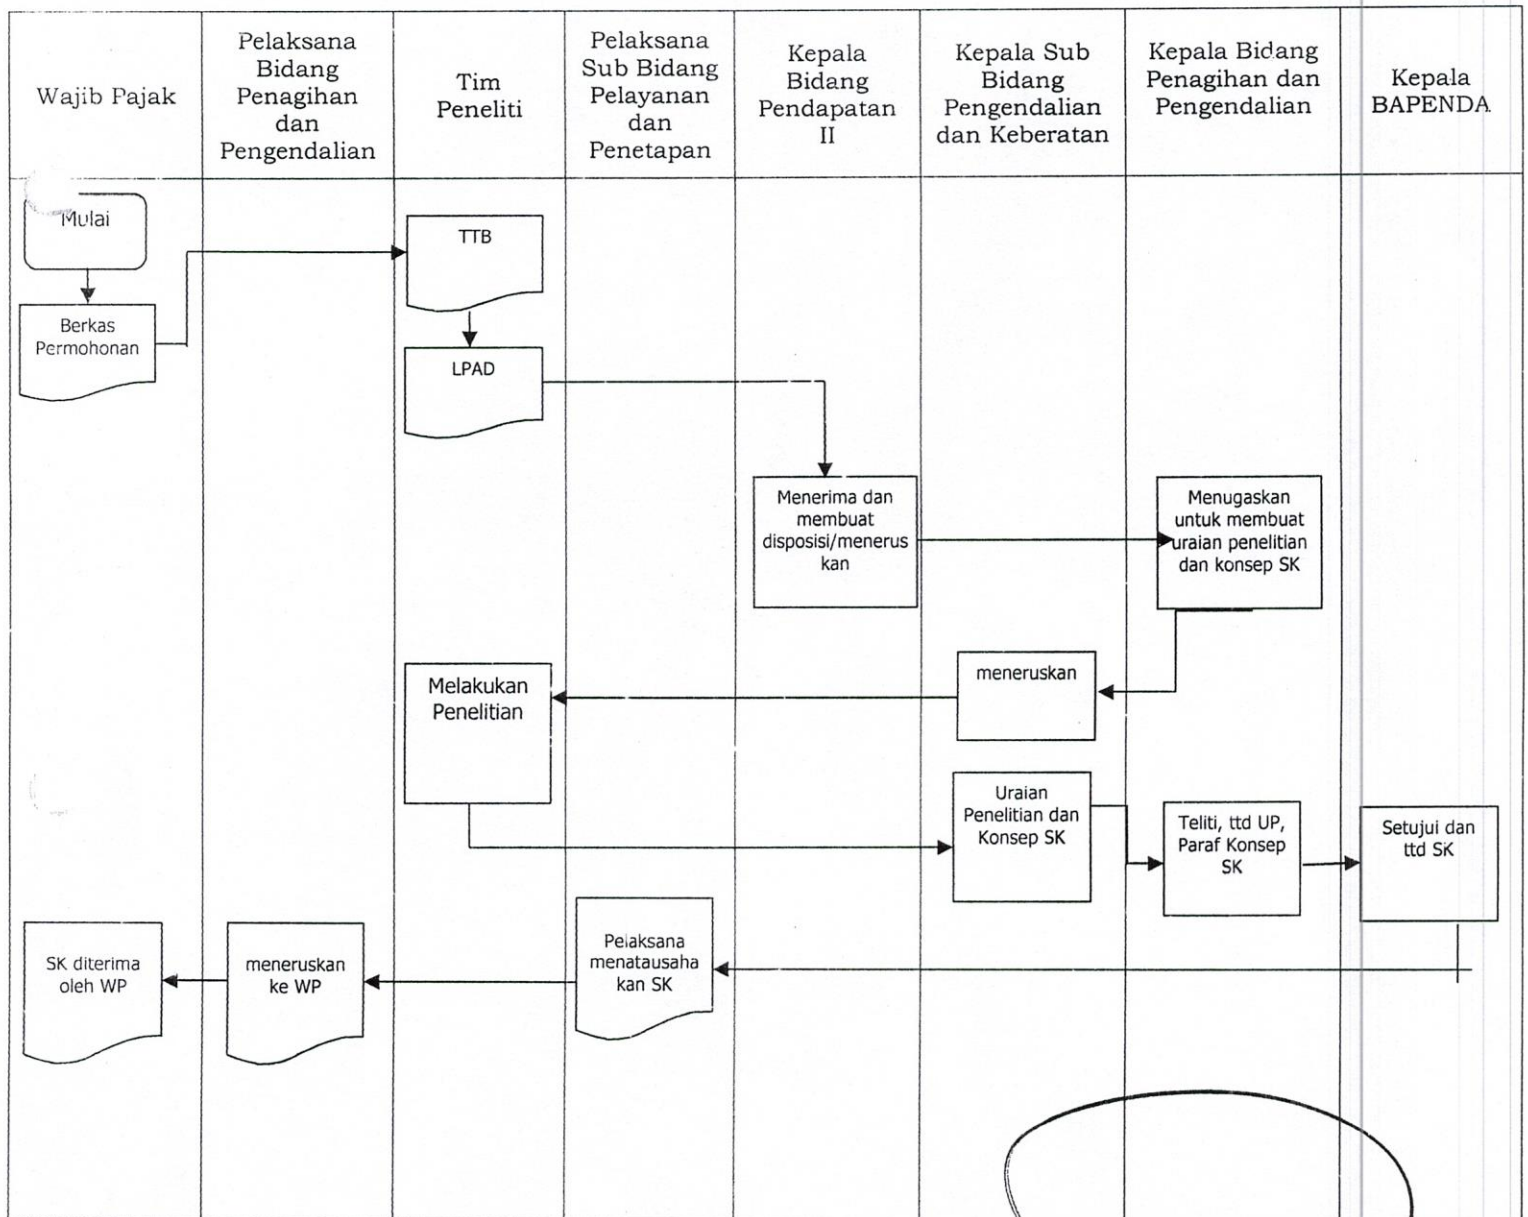 Wajib Pajak
Pelaksana
Bidang
Penagihan
dan
Pengendalian
Tim
Peneliti
Pelaksana
Sub Bidang
Pelayanan
dan
Penetapan
Kepala
Bidang
Pendapatan
II
Kepala Sub
Bidang
Pengendalian
dan Keberatan
Kepala Bidang
Penagihan dan
Pengendalian
Kepala
BAPENDA
Mulai
Berkas
Permohonan
TTB
LPAD
Menerima dan
membuat
disposisi/menerus
kan
Menugaskan
untuk membuat
uraian penelitian
dan konsep SK
meneruskan
Melakukan
Penelitian
Uraian
Penelitian dan
Konsep SK
Teliti, ttd UP,
Paraf Konsep
SK
Setujui dan
ttd SK
Pelaksana
menatausaha
kan SK
meneruskan
ke WP
SK diterima
oleh WP